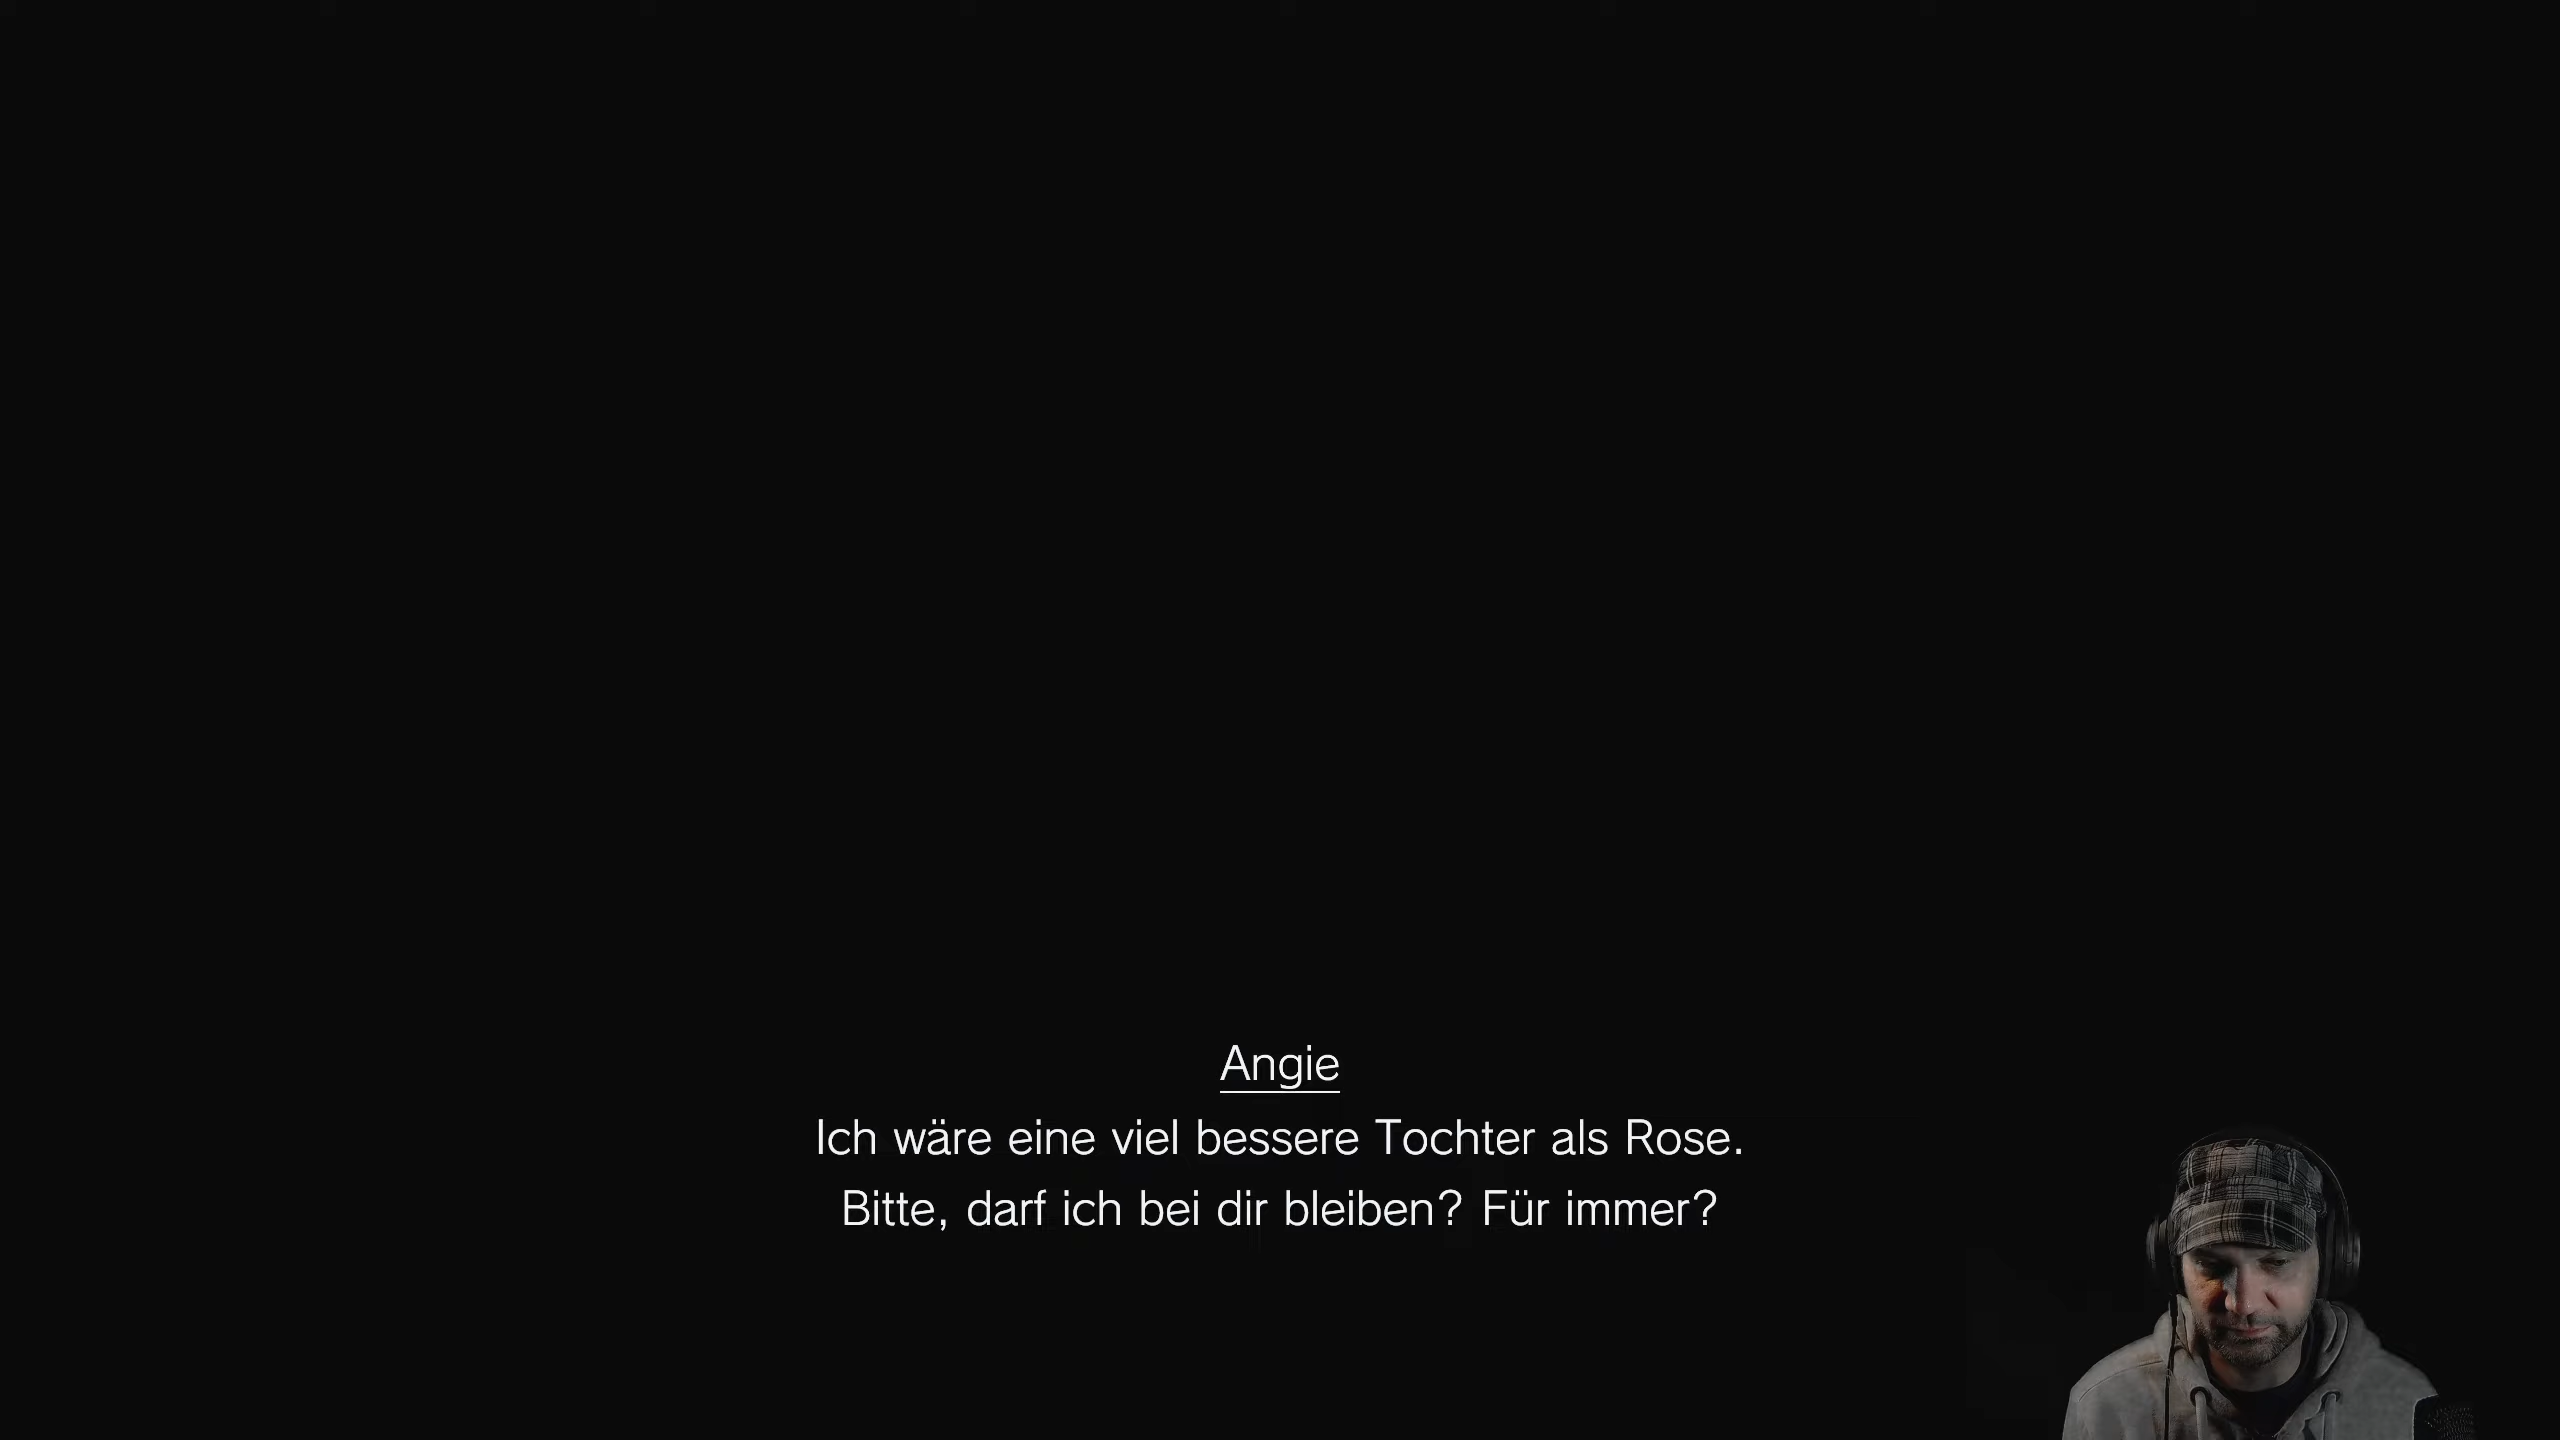 Angie
Ich wäre eine viel bessere Tochter als Rose.
Bitte, darf ich bei dir bleiben? Für immer?